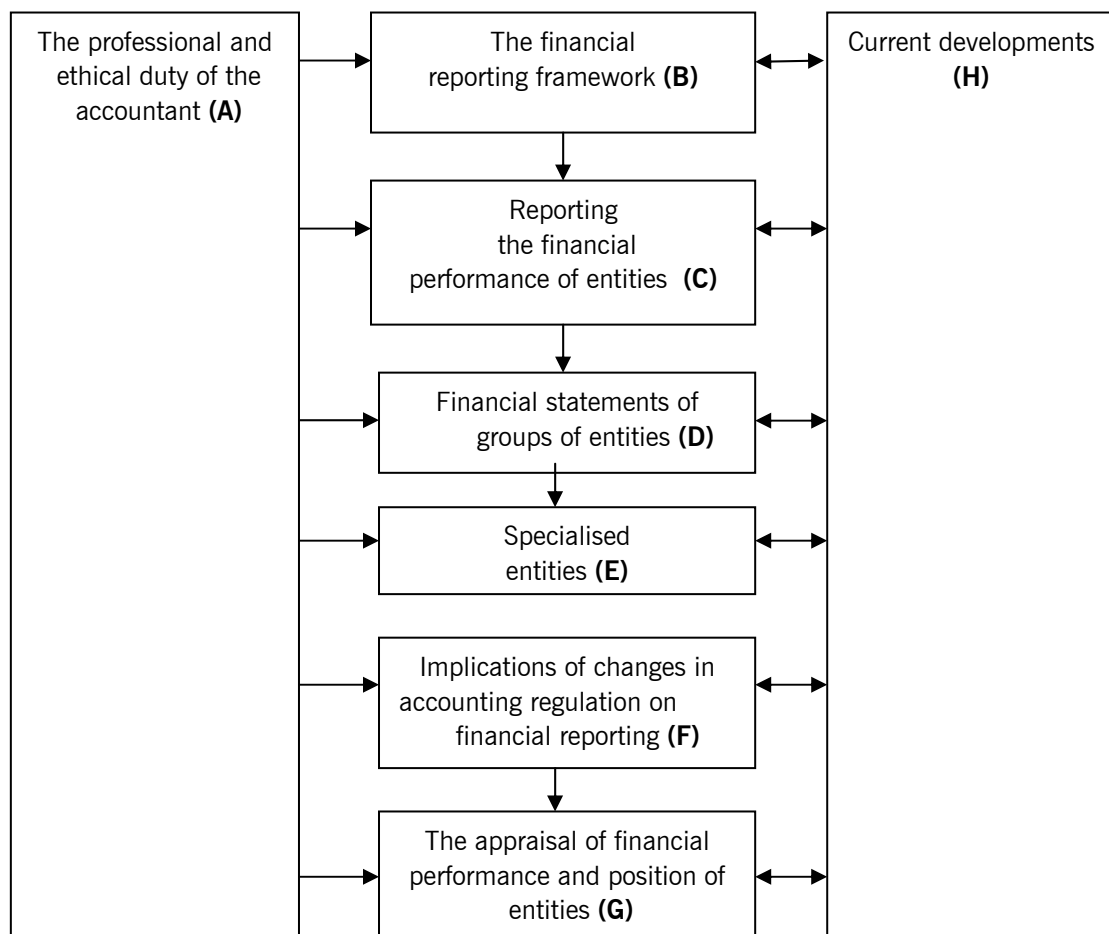 The professional and
ethical duty of the
accountant (A)
The financial
reporting framework (B)
Current developments
(H)
Reporting
the financial
performance of entities (C)
Financial statements of
groups of entities (D)
Specialised
entities (E)
Implications of changes in
accounting regulation on
financial reporting (F)
The appraisal of financial
performance and position of
entities (G)